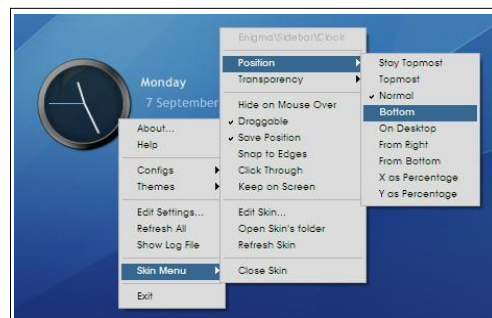 Monday
7 September
About...
Help
Configs
Themes
Edit Settings...
Refresh All
Show Log File
Skin Menu
Exit
Enigma\Sidebar\Clock
Position
Transparency
Hide on Mouse Over
Draggable
Save Position
Snap to Edges
Click Through
Keep on Screen
Edit Skin...
Open Skin's folder
Refresh Skin
Close Skin
Stay Topmost
Topmost
Normal
Bottom
On Desktop
From Right
From Bottom
X as Percentage
Y as Percentage